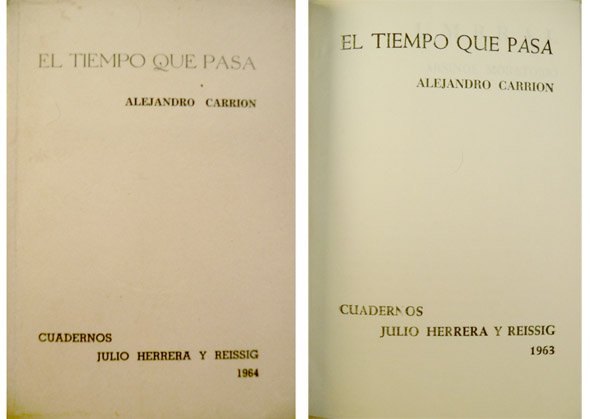 EL TIEMPO QUE PASA
ALEJANDRO CARRION
CUADERNOS
JULIO HERRERA Y REISSIG
1964
EL TIEMPO QUE PASA
ALEJANDRO CARRION
CUADERNOS
JULIO HERRERA Y REISSIG
1963